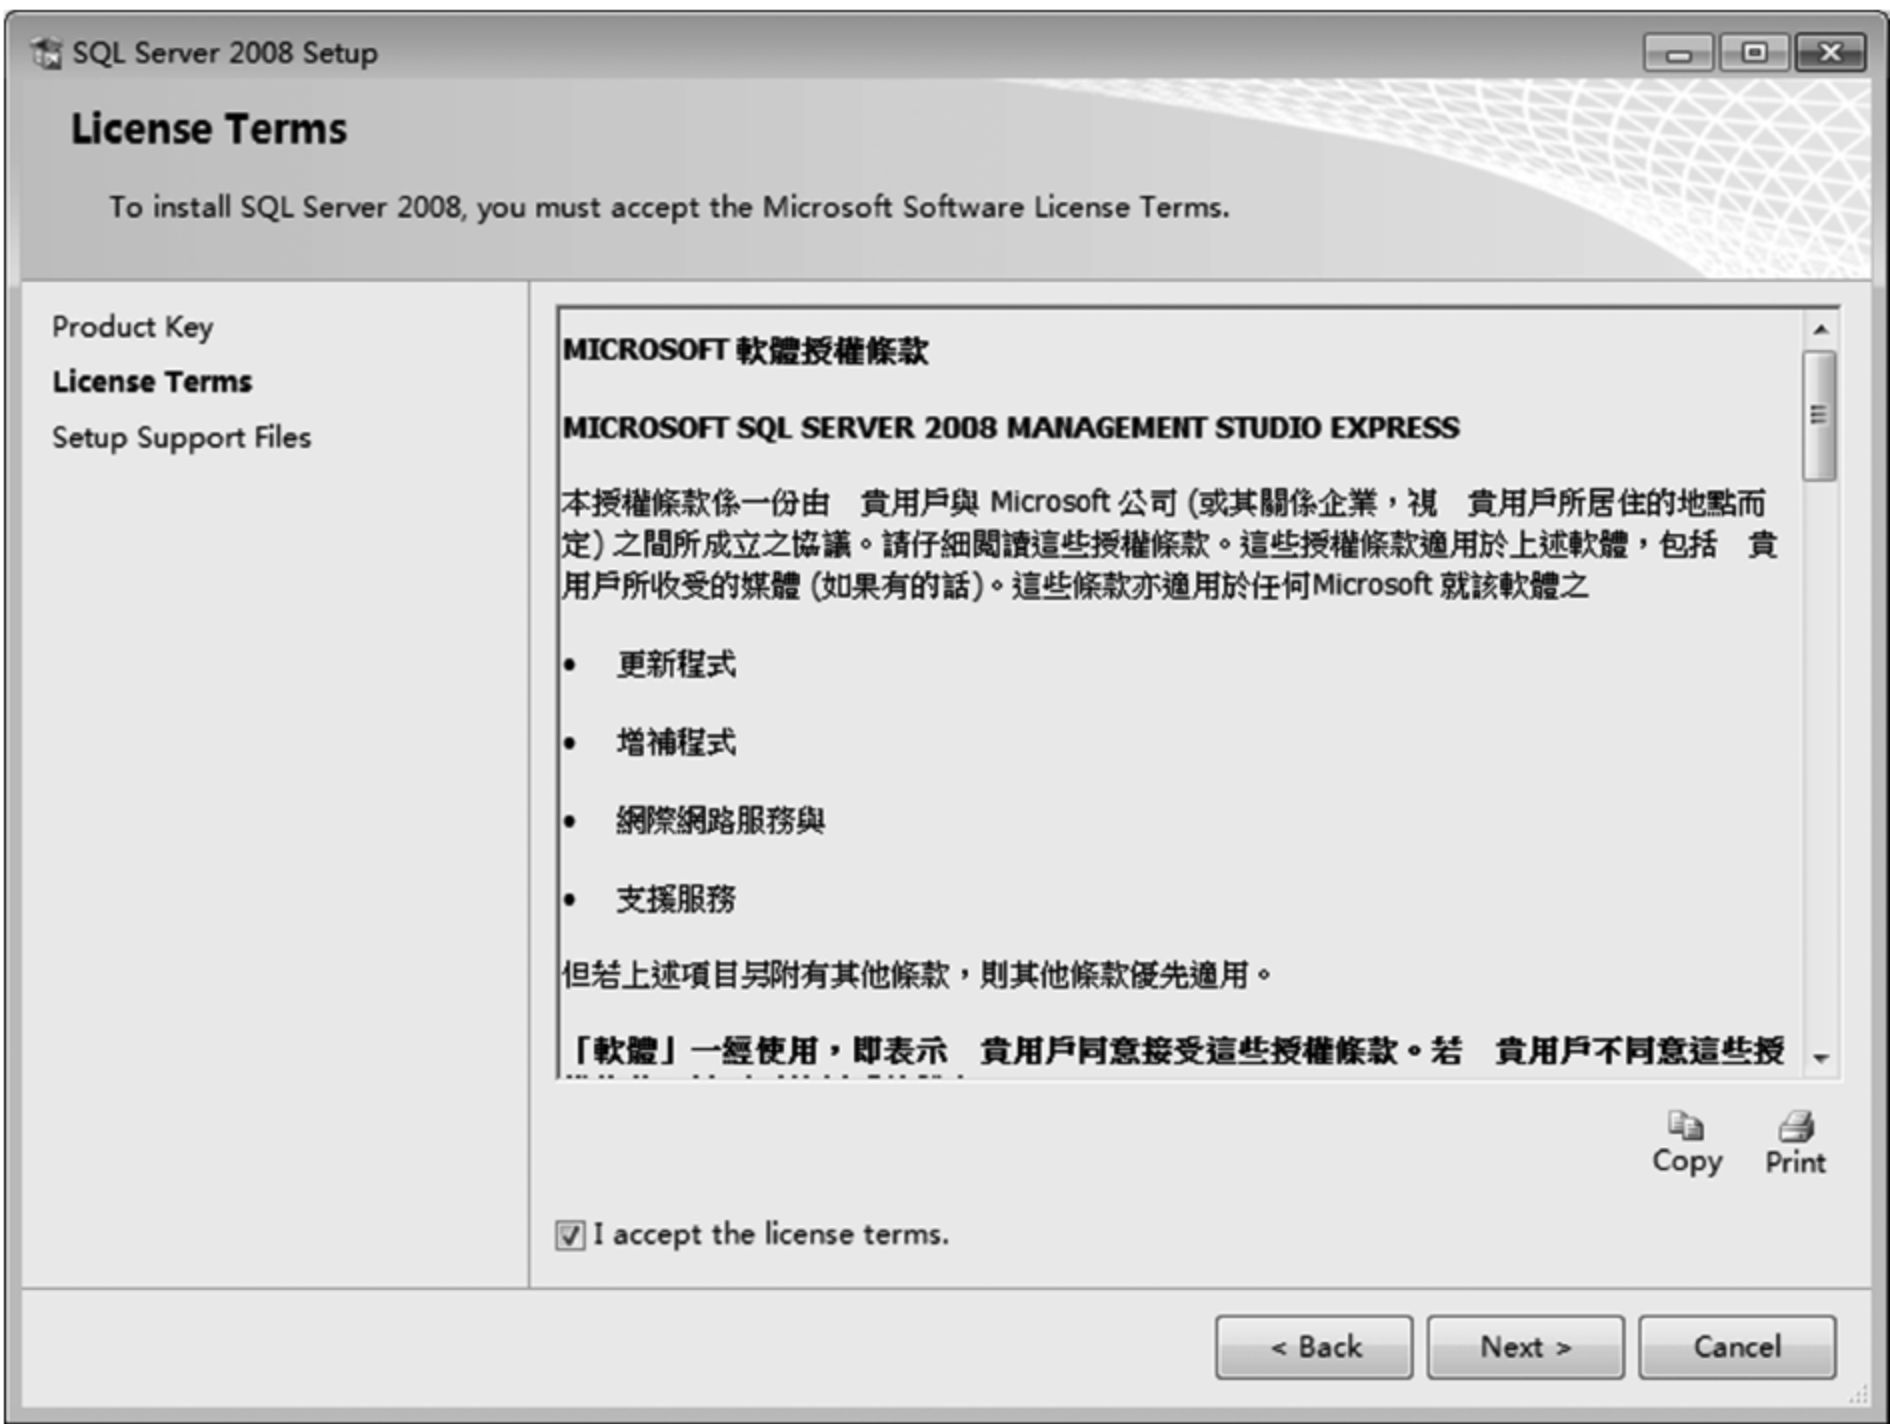 SQL Server 2008 Setup
License Terms
To install SQL Server 2008, you must accept the Microsoft Software License Terms.
Product Key
License Terms
Setup Support Files
MICROSOFT 軟體授權條款
MICROSOFT SQL SERVER 2008 MANAGEMENT STUDIO EXPRESS
本授權條款係一份由　貴用戶與 Microsoft 公司 (或其關係企業，視　貴用戶所居住的地點而
定) 之間所成立之協議。請仔細閱讀這些授權條款。這些授權條款適用於上述軟體，包括　貴
用戶所收受的媒體 (如果有的話)。這些條款亦適用於任何Microsoft 就該軟體之
• 更新程式
• 增補程式
• 網際網路服務與
• 支援服務
但若上述項目另附有其他條款，則其他條款優先適用。
「軟體」一經使用，即表示　貴用戶同意接受這些授權條款。若　貴用戶不同意這些授
Copy
Print
I accept the license terms.
< Back
Next >
Cancel